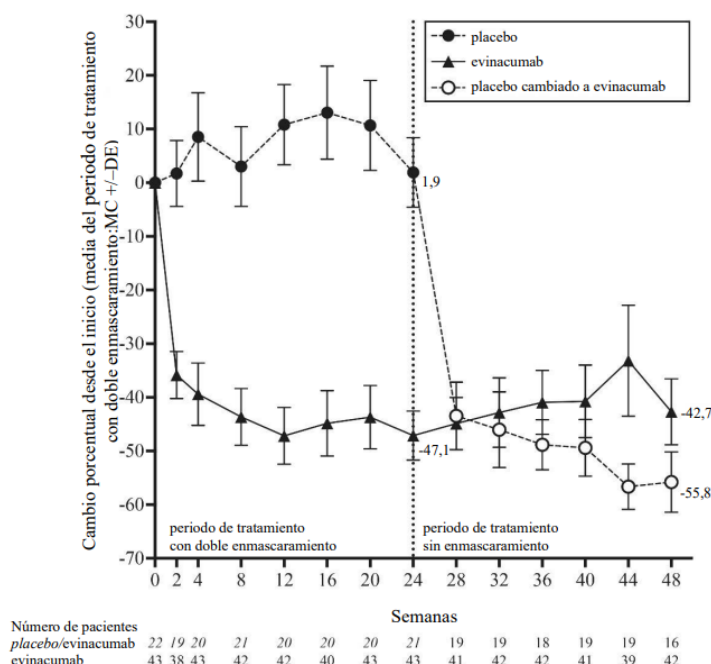 30
20
10
0
-10
-20
-30
-40
-50
-60
-70
Cambio porcentual desde el inicio (media del periodo de tratamiento
con doble enmascaramiento:MC +/–DE)
placebo
evinacumab
placebo cambiado a evinacumab
1,9
-47,1
-42,7
-55,8
periodo de tratamiento
con doble enmascaramiento
periodo de tratamiento
sin enmascaramiento
0 2 4 8 12 16 20 24 28 32 36 40 44 48
Semanas
Número de pacientes
placebo/evinacumab 22 19 20 21 20 20 20 21 19 19 18 19 19 16
evinacumab 43 38 43 42 42 40 43 43 41 42 42 41 39 42